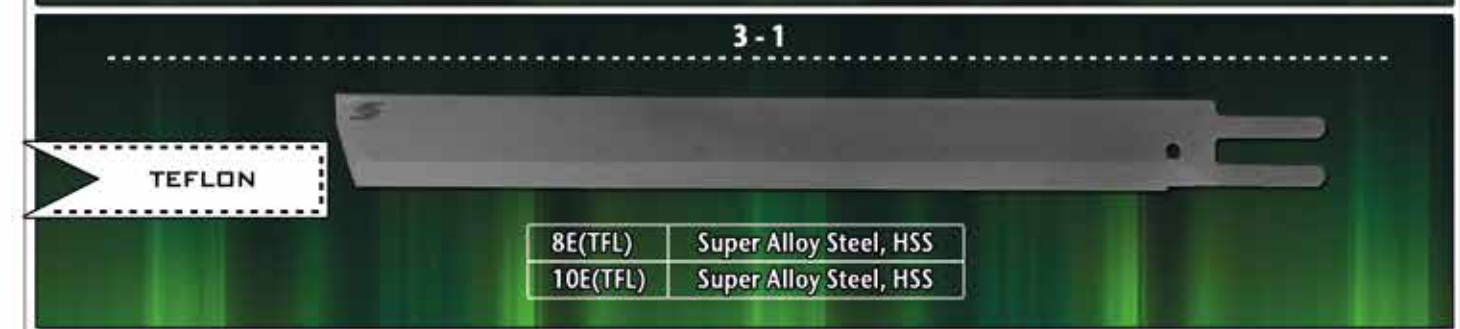 3 - 1
TEFLON
8E(TFL) Super Alloy Steel, HSS
10E(TFL) Super Alloy Steel, HSS